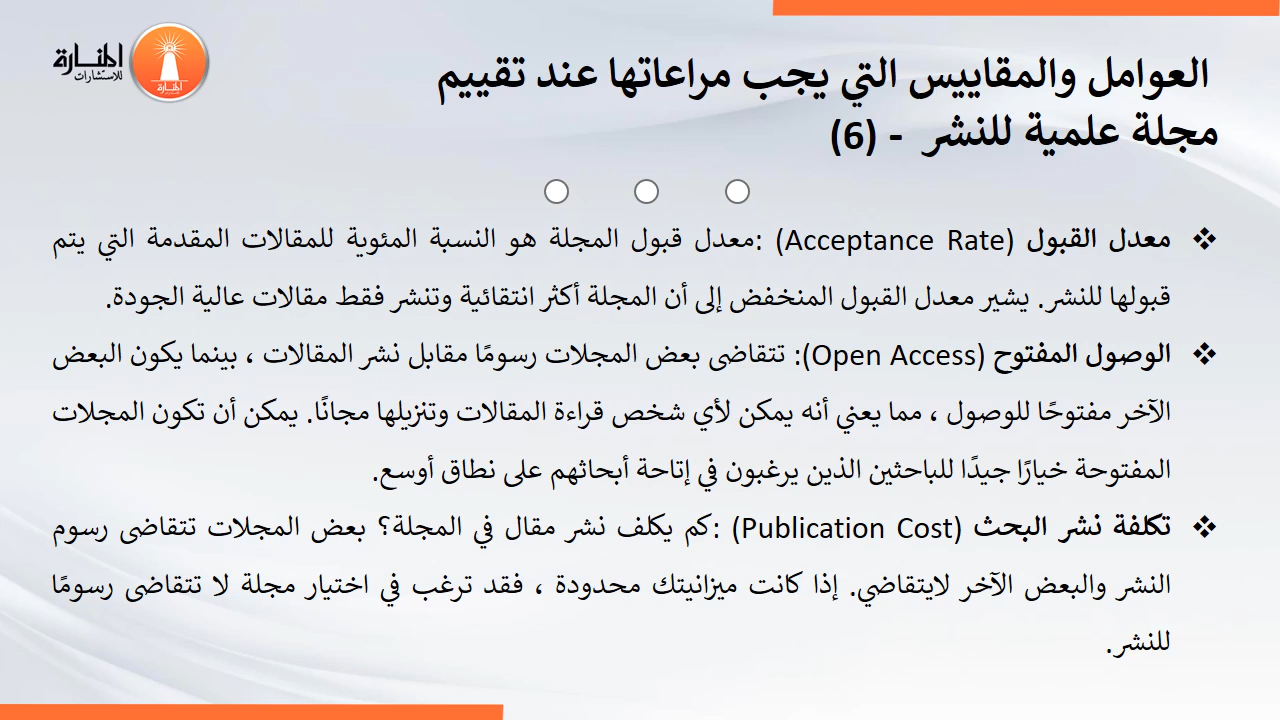 المنارة
للاستشارات
المنارة
العوامل والمقاييس التي يجب مراعاتها عند تقييم
مجلة علمية للنشر - (6)
❖ معدل القبول (Acceptance Rate) :معدل قبول المجلة هو النسبة المئوية للمقالات المقدمة التي يتم
قبولها للنشر. يشير معدل القبول المنخفض إلى أن المجلة أكثر انتقائية وتنشر فقط مقالات عالية الجودة.
❖ الوصول المفتوح (Open Access): تتقاضى بعض المجلات رسومًا مقابل نشر المقالات ، بينما يكون البعض
الآخر مفتوحًا للوصول ، مما يعني أنه يمكن لأي شخص قراءة المقالات وتنزيلها مجانًا. يمكن أن تكون المجلات
المفتوحة خيارًا جيدًا للباحثين الذين يرغبون في إتاحة أبحاثهم على نطاق أوسع.
❖ تكلفة نشر البحث (Publication Cost) :كم يكلف نشر مقال في المجلة؟ بعض المجلات تتقاضى رسوم
النشر والبعض الآخر لايتقاضي. إذا كانت ميزانيتك محدودة ، فقد ترغب في اختيار مجلة لا تتقاضى رسومًا
للنشر.